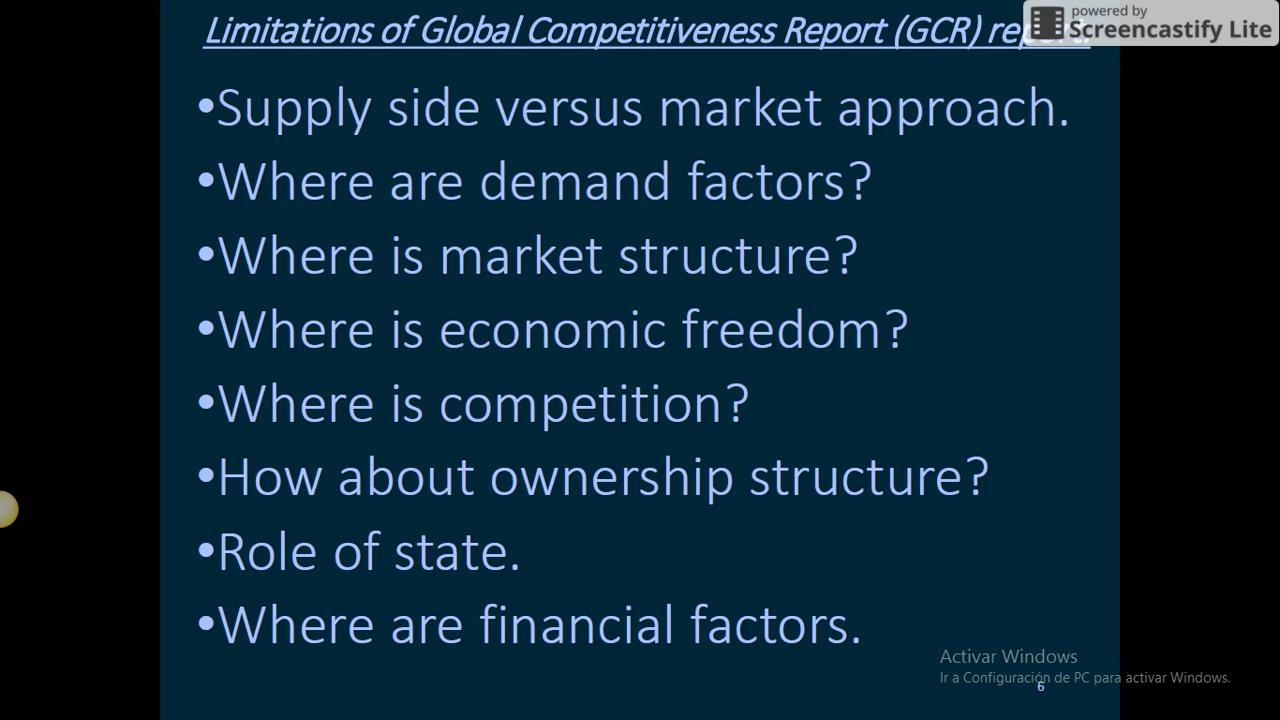 Limitations of Global Competitiveness Report (GCR) report.
powered by
Screencastify Lite
•Supply side versus market approach.
•Where are demand factors?
•Where is market structure?
•Where is economic freedom?
•Where is competition?
•How about ownership structure?
•Role of state.
•Where are financial factors.
Activar Windows
Ir a Configuración de PC para activar Windows.
6